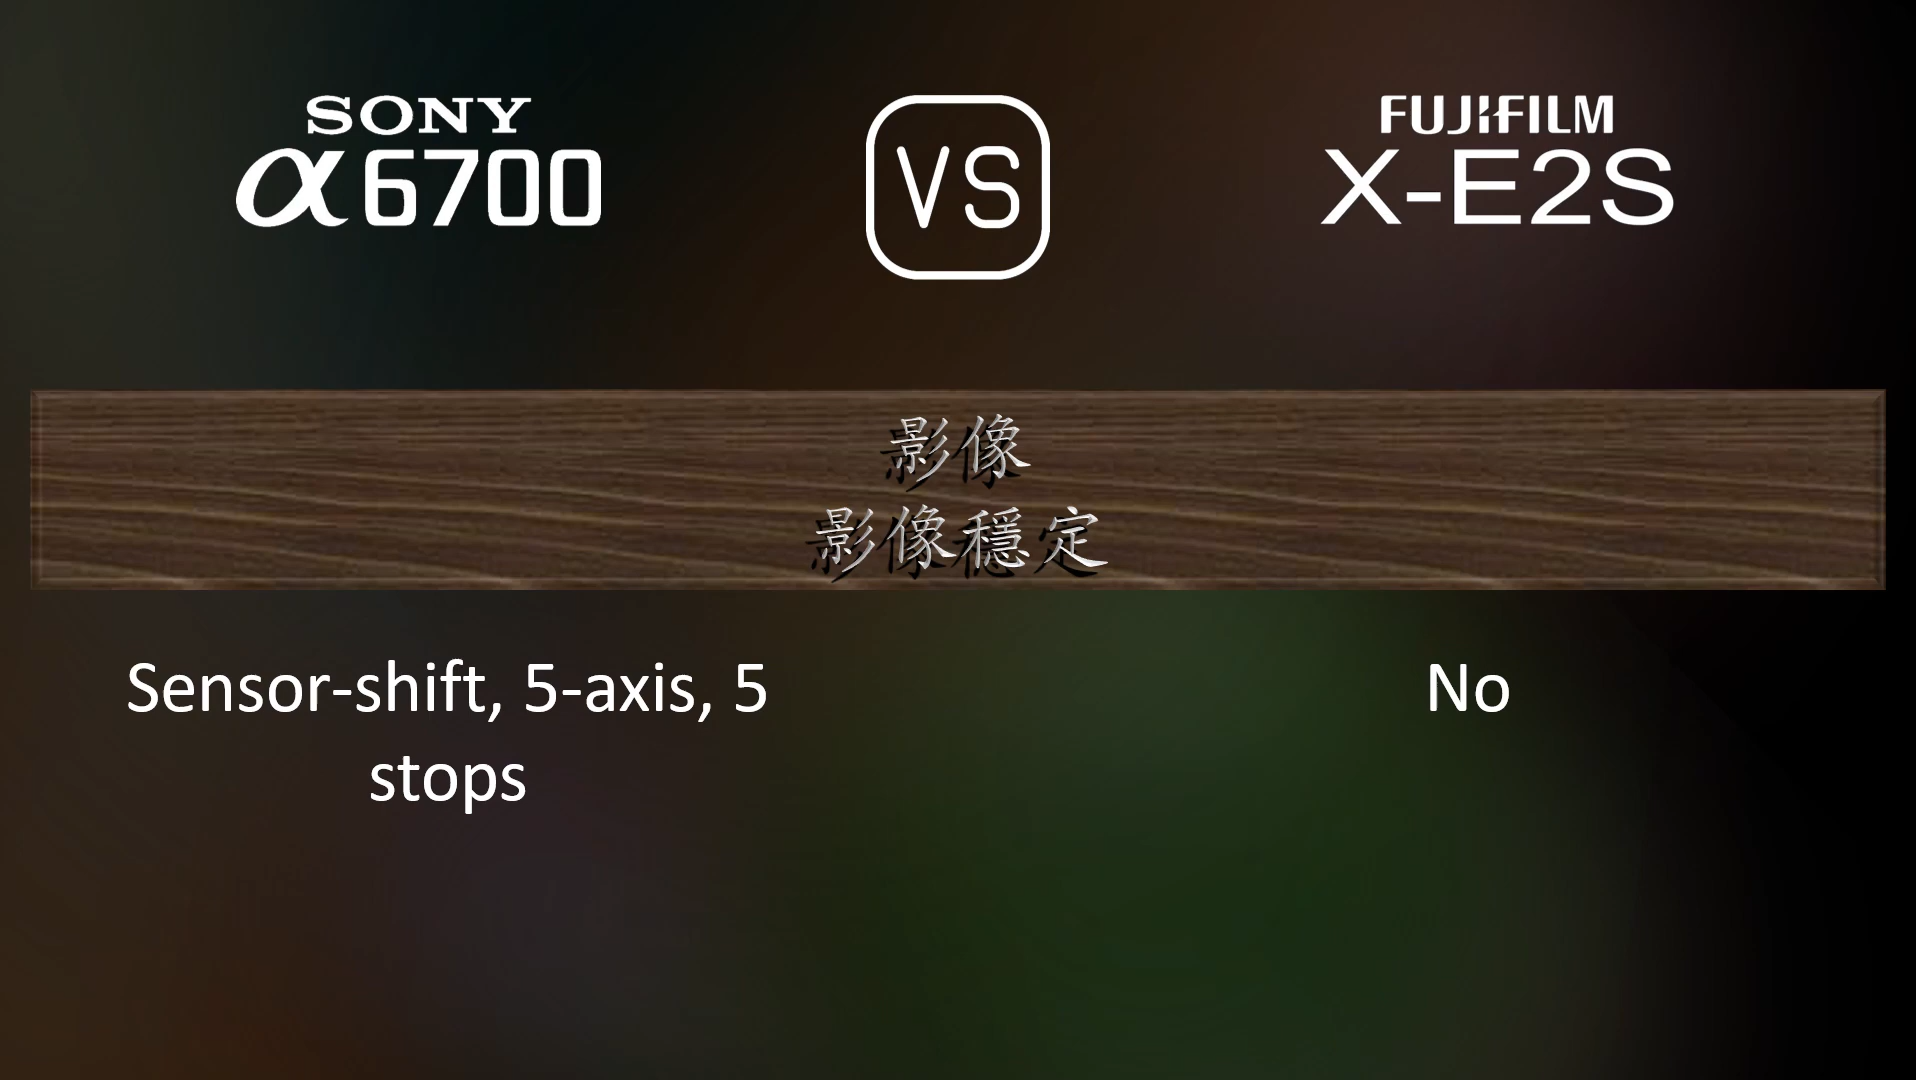 SONY
α6700
VS
FUJIFILM
X-E2S
影像
影像穩定
Sensor-shift, 5-axis, 5
stops
No